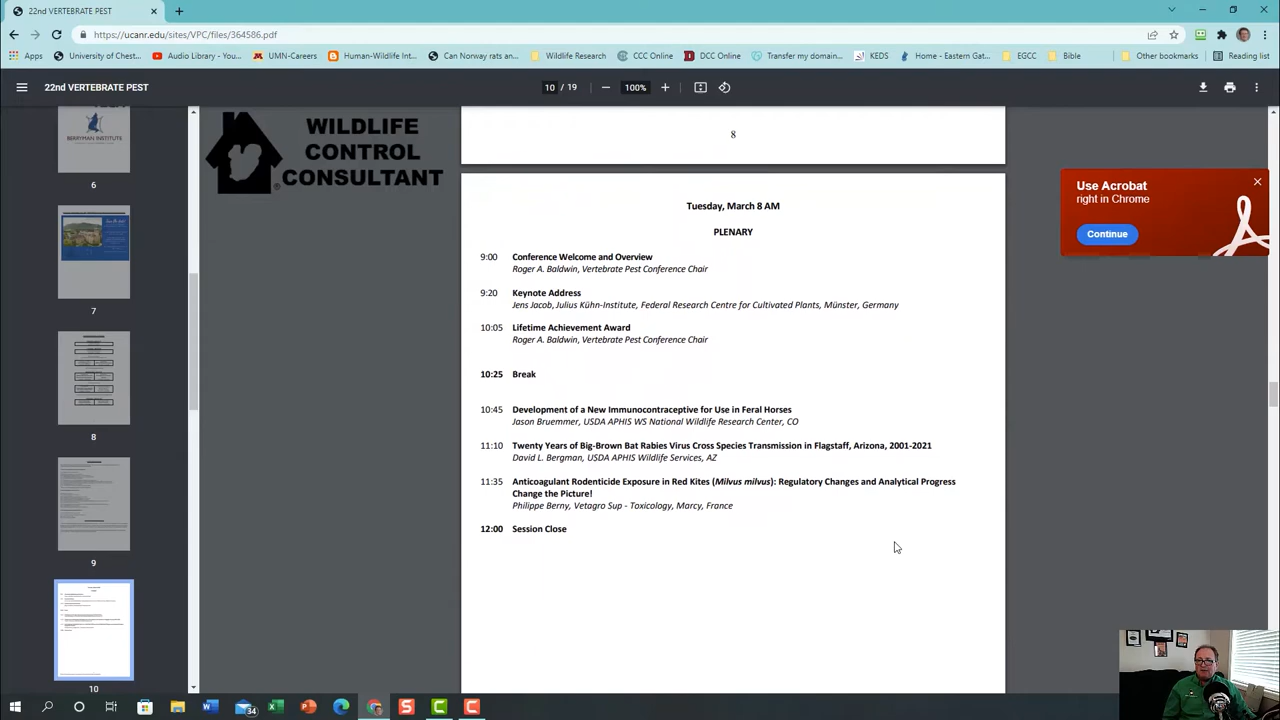 22nd VERTEBRATE PEST
https://ucanr.edu/sites/VPC/files/364586.pdf
Apps
University of Chest...
Audio Library - You...
UMN-Careers
Human-Wildlife Int...
Can Norway rats an...
Wildlife Research
CCC Online
DCC Online
Transfer my domain...
KEDS
Home - Eastern Gat...
EGCC
Bible
Other bookmarks
Reading list
22nd VERTEBRATE PEST
10 / 19
100%
BERRYMAN INSTITUTE
6
7
8
9
10
WILDLIFE
CONTROL
CONSULTANT
®
8
Tuesday, March 8 AM
PLENARY
9:00 Conference Welcome and Overview
Roger A. Baldwin, Vertebrate Pest Conference Chair
9:20 Keynote Address
Jens Jacob, Julius Kühn-Institute, Federal Research Centre for Cultivated Plants, Münster, Germany
10:05 Lifetime Achievement Award
Roger A. Baldwin, Vertebrate Pest Conference Chair
10:25 Break
10:45 Development of a New Immunocontraceptive for Use in Feral Horses
Jason Bruemmer, USDA APHIS WS National Wildlife Research Center, CO
11:10 Twenty Years of Big-Brown Bat Rabies Virus Cross Species Transmission in Flagstaff, Arizona, 2001-2021
David L. Bergman, USDA APHIS Wildlife Services, AZ
11:35 Anticoagulant Rodenticide Exposure in Red Kites (Milvus milvus): Regulatory Changes and Analytical Progress
Change the Picture!
Philippe Berny, Vetagro Sup - Toxicology, Marcy, France
12:00 Session Close
Use Acrobat
right in Chrome
Continue